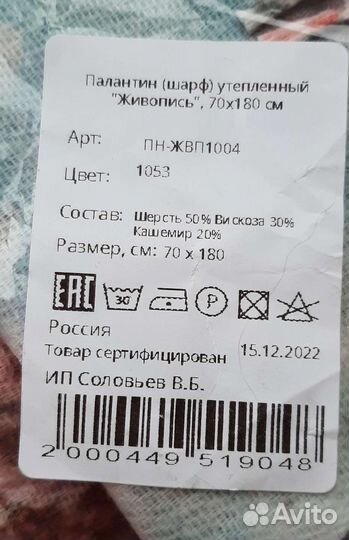 Палантин (шарф) утепленный
"Живопись", 70x180 см
Арт: ПН-ЖВП1004
Цвет: 1053
Состав: Шерсть 50% Вискоза 30%
Кашемир 20%
Размер, см: 70 x 180
EAC 30 P
Россия
Товар сертифицирован 15.12.2022
ИП Соловьев В.Б.
2 000449 519048
Avito